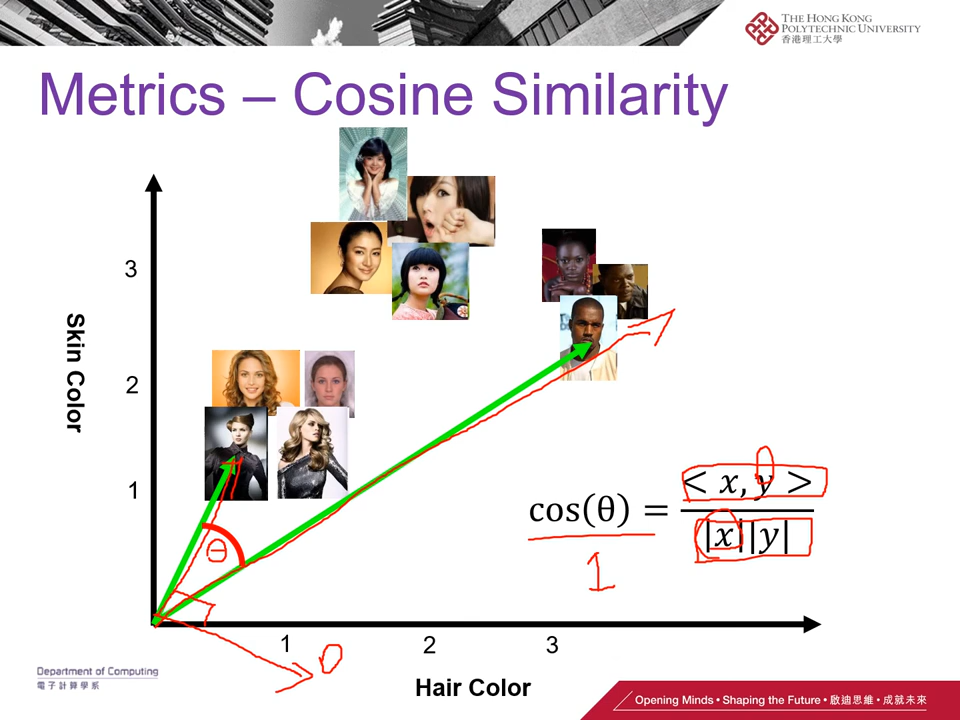 THE HONG KONG
POLYTECHNIC UNIVERSITY
香港理工大學
Metrics – Cosine Similarity
3
2
1
Skin Color
θ
cos(θ) = <x, y> / |x||y|
1
0
1
2
3
Hair Color
Department of Computing
電子計算學系
Opening Minds • Shaping the Future • 啟迪思維 • 成就未來